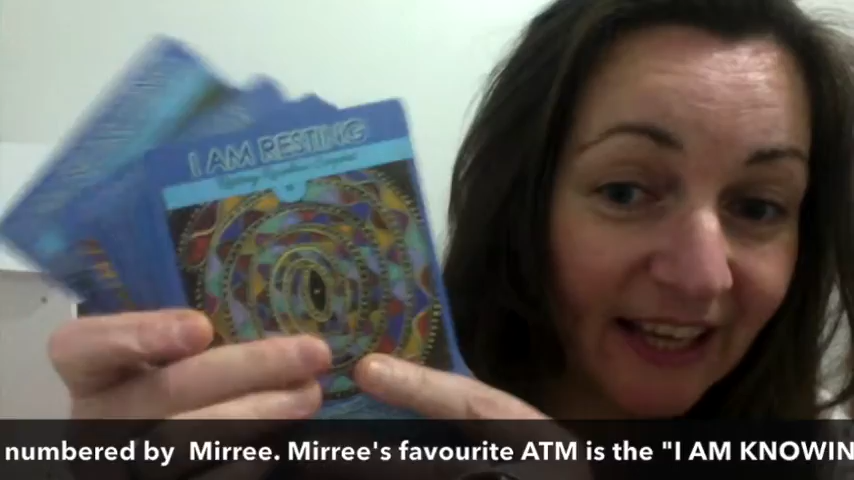 I AM RESTING
numbered by Mirree. Mirree's favourite ATM is the "I AM KNOWIN